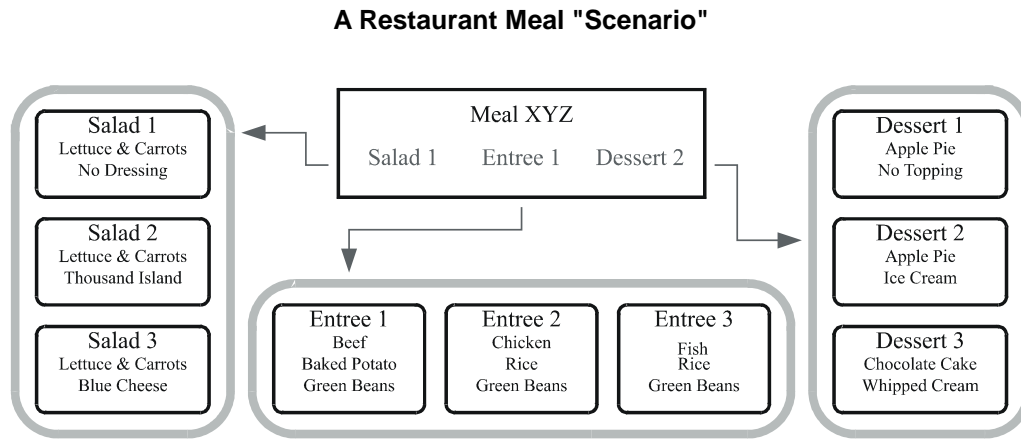 A Restaurant Meal "Scenario"
Meal XYZ
Salad 1 Entree 1 Dessert 2
Salad 1
Lettuce & Carrots
No Dressing
Salad 2
Lettuce & Carrots
Thousand Island
Salad 3
Lettuce & Carrots
Blue Cheese
Entree 1
Beef
Baked Potato
Green Beans
Entree 2
Chicken
Rice
Green Beans
Entree 3
Fish
Rice
Green Beans
Dessert 1
Apple Pie
No Topping
Dessert 2
Apple Pie
Ice Cream
Dessert 3
Chocolate Cake
Whipped Cream